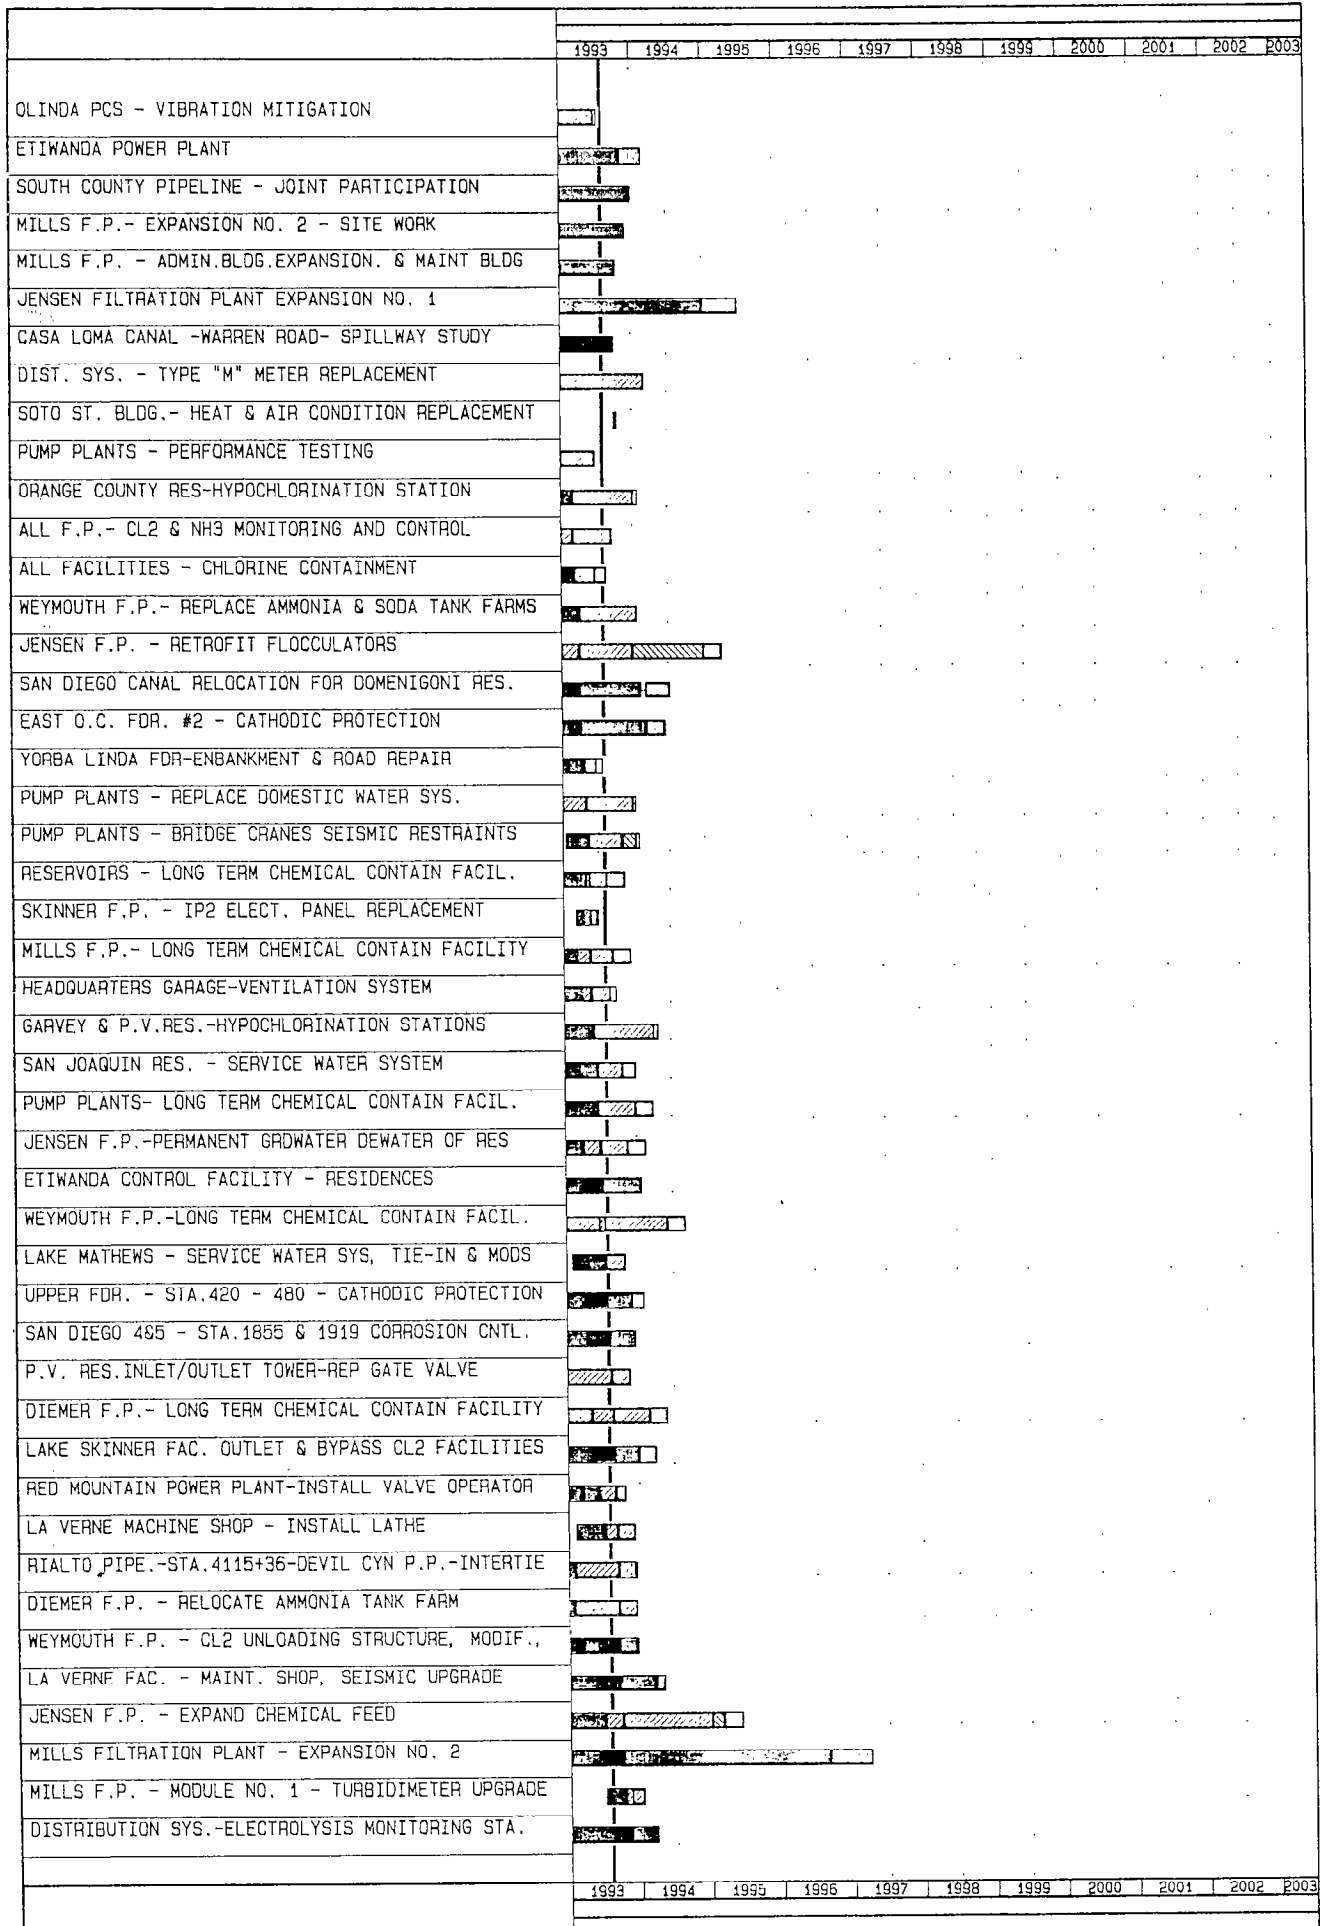 1993 1994 1995 1996 1997 1998 1999 2000 2001 2002 2003
OLINDA PCS - VIBRATION MITIGATION
ETIWANDA POWER PLANT
SOUTH COUNTY PIPELINE - JOINT PARTICIPATION
MILLS F.P.- EXPANSION NO. 2 - SITE WORK
MILLS F.P. - ADMIN.BLDG.EXPANSION. & MAINT BLDG
JENSEN FILTRATION PLANT EXPANSION NO. 1
CASA LOMA CANAL -WARREN ROAD- SPILLWAY STUDY
DIST. SYS. - TYPE "M" METER REPLACEMENT
SOTO ST. BLDG.- HEAT & AIR CONDITION REPLACEMENT
PUMP PLANTS - PERFORMANCE TESTING
ORANGE COUNTY RES-HYPOCHLORINATION STATION
ALL F.P.- CL2 & NH3 MONITORING AND CONTROL
ALL FACILITIES - CHLORINE CONTAINMENT
WEYMOUTH F.P.- REPLACE AMMONIA & SODA TANK FARMS
JENSEN F.P. - RETROFIT FLOCCULATORS
SAN DIEGO CANAL RELOCATION FOR DOMENIGONI RES.
EAST O.C. FDR. #2 - CATHODIC PROTECTION
YORBA LINDA FDR-ENBANKMENT & ROAD REPAIR
PUMP PLANTS - REPLACE DOMESTIC WATER SYS.
PUMP PLANTS - BRIDGE CRANES SEISMIC RESTRAINTS
RESERVOIRS - LONG TERM CHEMICAL CONTAIN FACIL.
SKINNER F.P. - IP2 ELECT. PANEL REPLACEMENT
MILLS F.P.- LONG TERM CHEMICAL CONTAIN FACILITY
HEADQUARTERS GARAGE-VENTILATION SYSTEM
GARVEY & P.V.RES.-HYPOCHLORINATION STATIONS
SAN JOAQUIN RES. - SERVICE WATER SYSTEM
PUMP PLANTS- LONG TERM CHEMICAL CONTAIN FACIL.
JENSEN F.P.-PERMANENT GRDWATER DEWATER OF RES
ETIWANDA CONTROL FACILITY - RESIDENCES
WEYMOUTH F.P.-LONG TERM CHEMICAL CONTAIN FACIL.
LAKE MATHEWS - SERVICE WATER SYS, TIE-IN & MODS
UPPER FDR. - STA.420 - 480 - CATHODIC PROTECTION
SAN DIEGO 4&5 - STA.1855 & 1919 CORROSION CNTL.
P.V. RES.INLET/OUTLET TOWER-REP GATE VALVE
DIEMER F.P.- LONG TERM CHEMICAL CONTAIN FACILITY
LAKE SKINNER FAC. OUTLET & BYPASS CL2 FACILITIES
RED MOUNTAIN POWER PLANT-INSTALL VALVE OPERATOR
LA VERNE MACHINE SHOP - INSTALL LATHE
RIALTO PIPE.-STA.4115+36-DEVIL CYN P.P.-INTERTIE
DIEMER F.P. - RELOCATE AMMONIA TANK FARM
WEYMOUTH F.P. - CL2 UNLOADING STRUCTURE, MODIF.,
LA VERNE FAC. - MAINT. SHOP, SEISMIC UPGRADE
JENSEN F.P. - EXPAND CHEMICAL FEED
MILLS FILTRATION PLANT - EXPANSION NO. 2
MILLS F.P. - MODULE NO. 1 - TURBIDIMETER UPGRADE
DISTRIBUTION SYS.-ELECTROLYSIS MONITORING STA.
1993 1994 1995 1996 1997 1998 1999 2000 2001 2002 2003